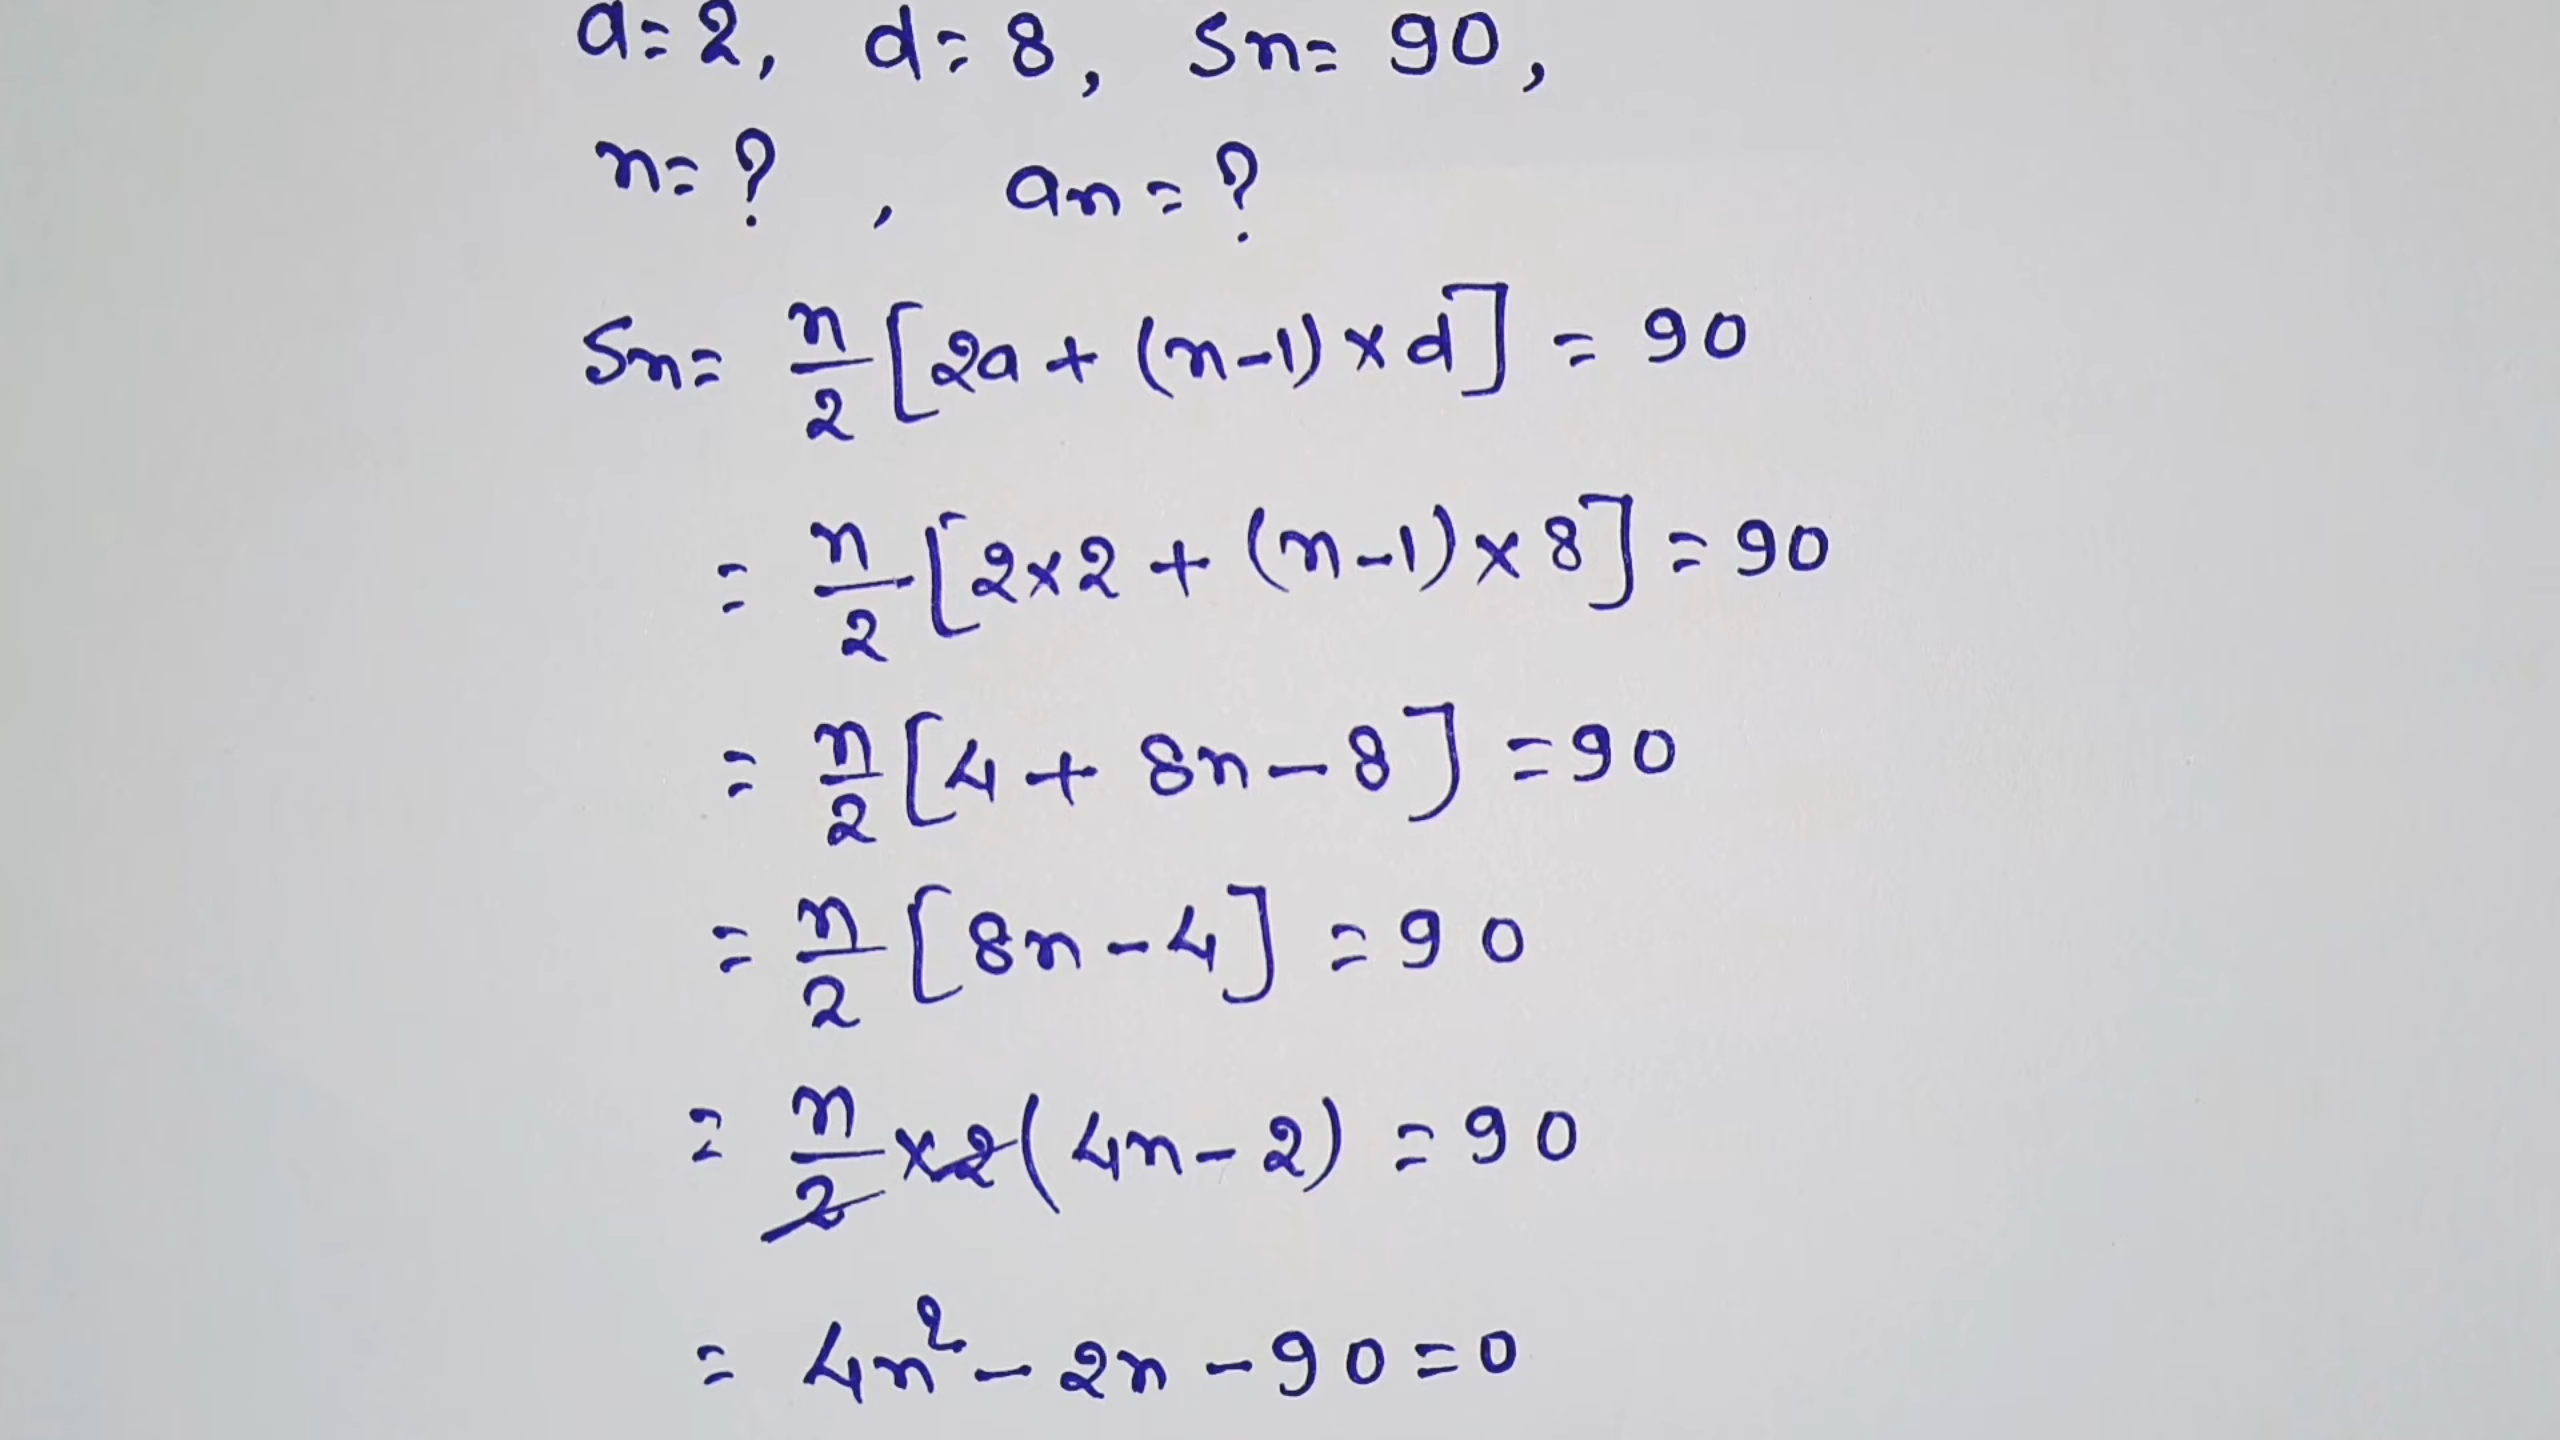 a=2, d=8, Sn=90,
n=? , an=?
Sn= n/2 [2a+(n-1)×d] = 90
= n/2 [2×2+(n-1)×8] = 90
= n/2 [4+8n-8] = 90
= n/2 [8n-4] = 90
= n/2 ×2(4n-2) = 90
= 4n²-2n-90=0